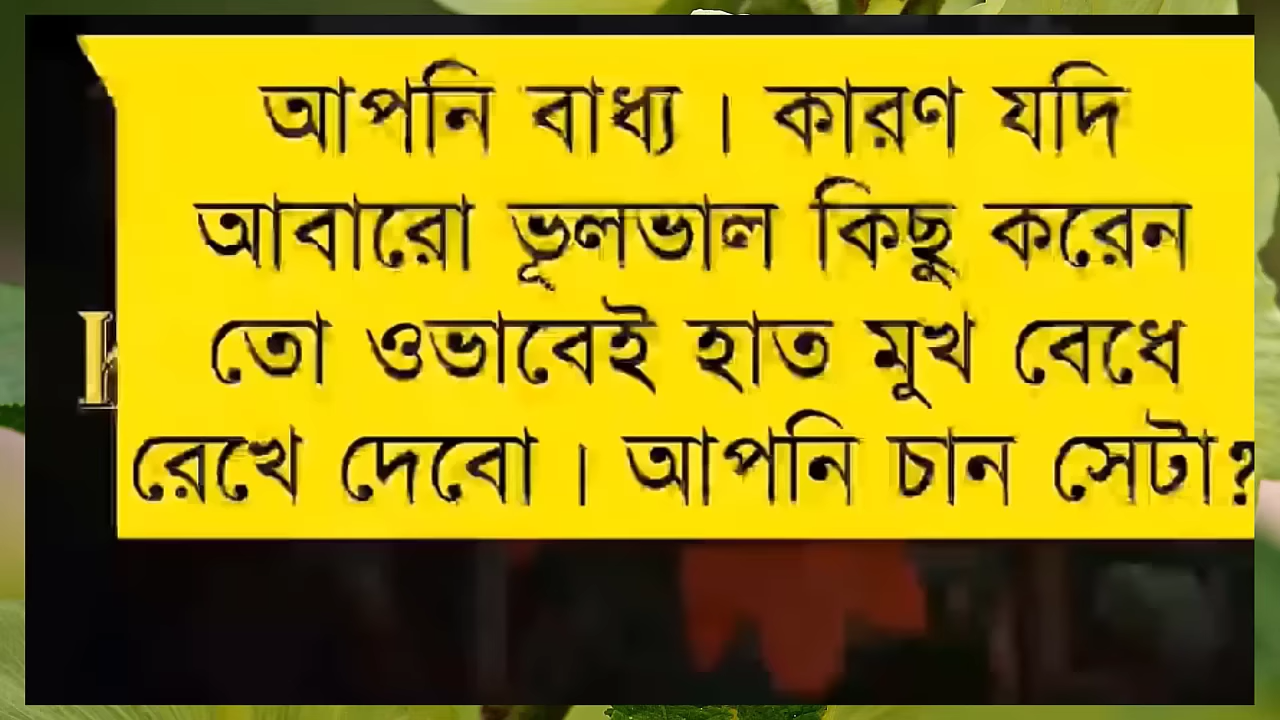 আপনি বাধ্য। কারণ যদি
আবারো ভূলভাল কিছু করেন
তো ওভাবেই হাত মুখ বেধে
রেখে দেবো। আপনি চান সেটা?